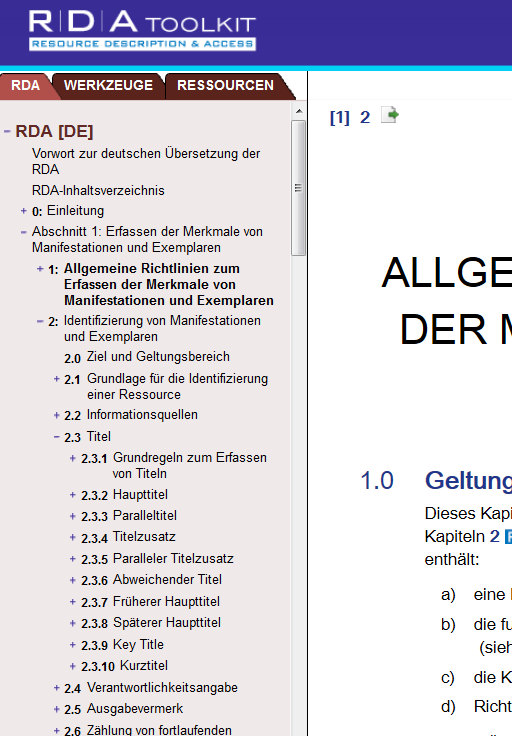 R|D|A TOOLKIT
RESOURCE DESCRIPTION & ACCESS
RDA WERKZEUGE RESSOURCEN
RDA [DE]
Vorwort zur deutschen Übersetzung der
RDA
RDA-Inhaltsverzeichnis
0: Einleitung
Abschnitt 1: Erfassen der Merkmale von
Manifestationen und Exemplaren
1: Allgemeine Richtlinien zum
Erfassen der Merkmale von
Manifestationen und Exemplaren
2: Identifizierung von Manifestationen
und Exemplaren
2.0 Ziel und Geltungsbereich
2.1 Grundlage für die Identifizierung
einer Ressource
2.2 Informationsquellen
2.3 Titel
2.3.1 Grundregeln zum Erfassen
von Titeln
2.3.2 Haupttitel
2.3.3 Paralleltitel
2.3.4 Titelzusatz
2.3.5 Paralleler Titelzusatz
2.3.6 Abweichender Titel
2.3.7 Früherer Haupttitel
2.3.8 Späterer Haupttitel
2.3.9 Key Title
2.3.10 Kurztitel
2.4 Verantwortlichkeitsangabe
2.5 Ausgabevermerk
2.6 Zählung von fortlaufenden
[1] 2
ALLGE
DER M
1.0 Geltung
Dieses Kapi
Kapiteln 2
enthält:
a) eine
b) die fu
(sieh
c) die K
d) Richt